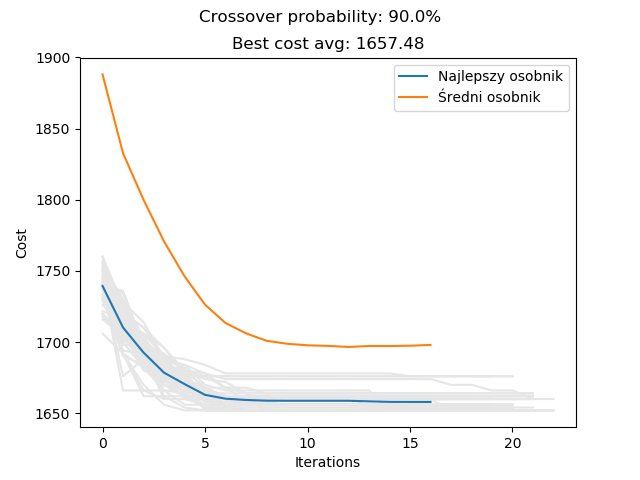 Crossover probability: 90.0%
Best cost avg: 1657.48
Najlepszy osobnik
Średni osobnik
1900
1850
1800
1750
1700
1650
Cost
0 5 10 15 20
Iterations